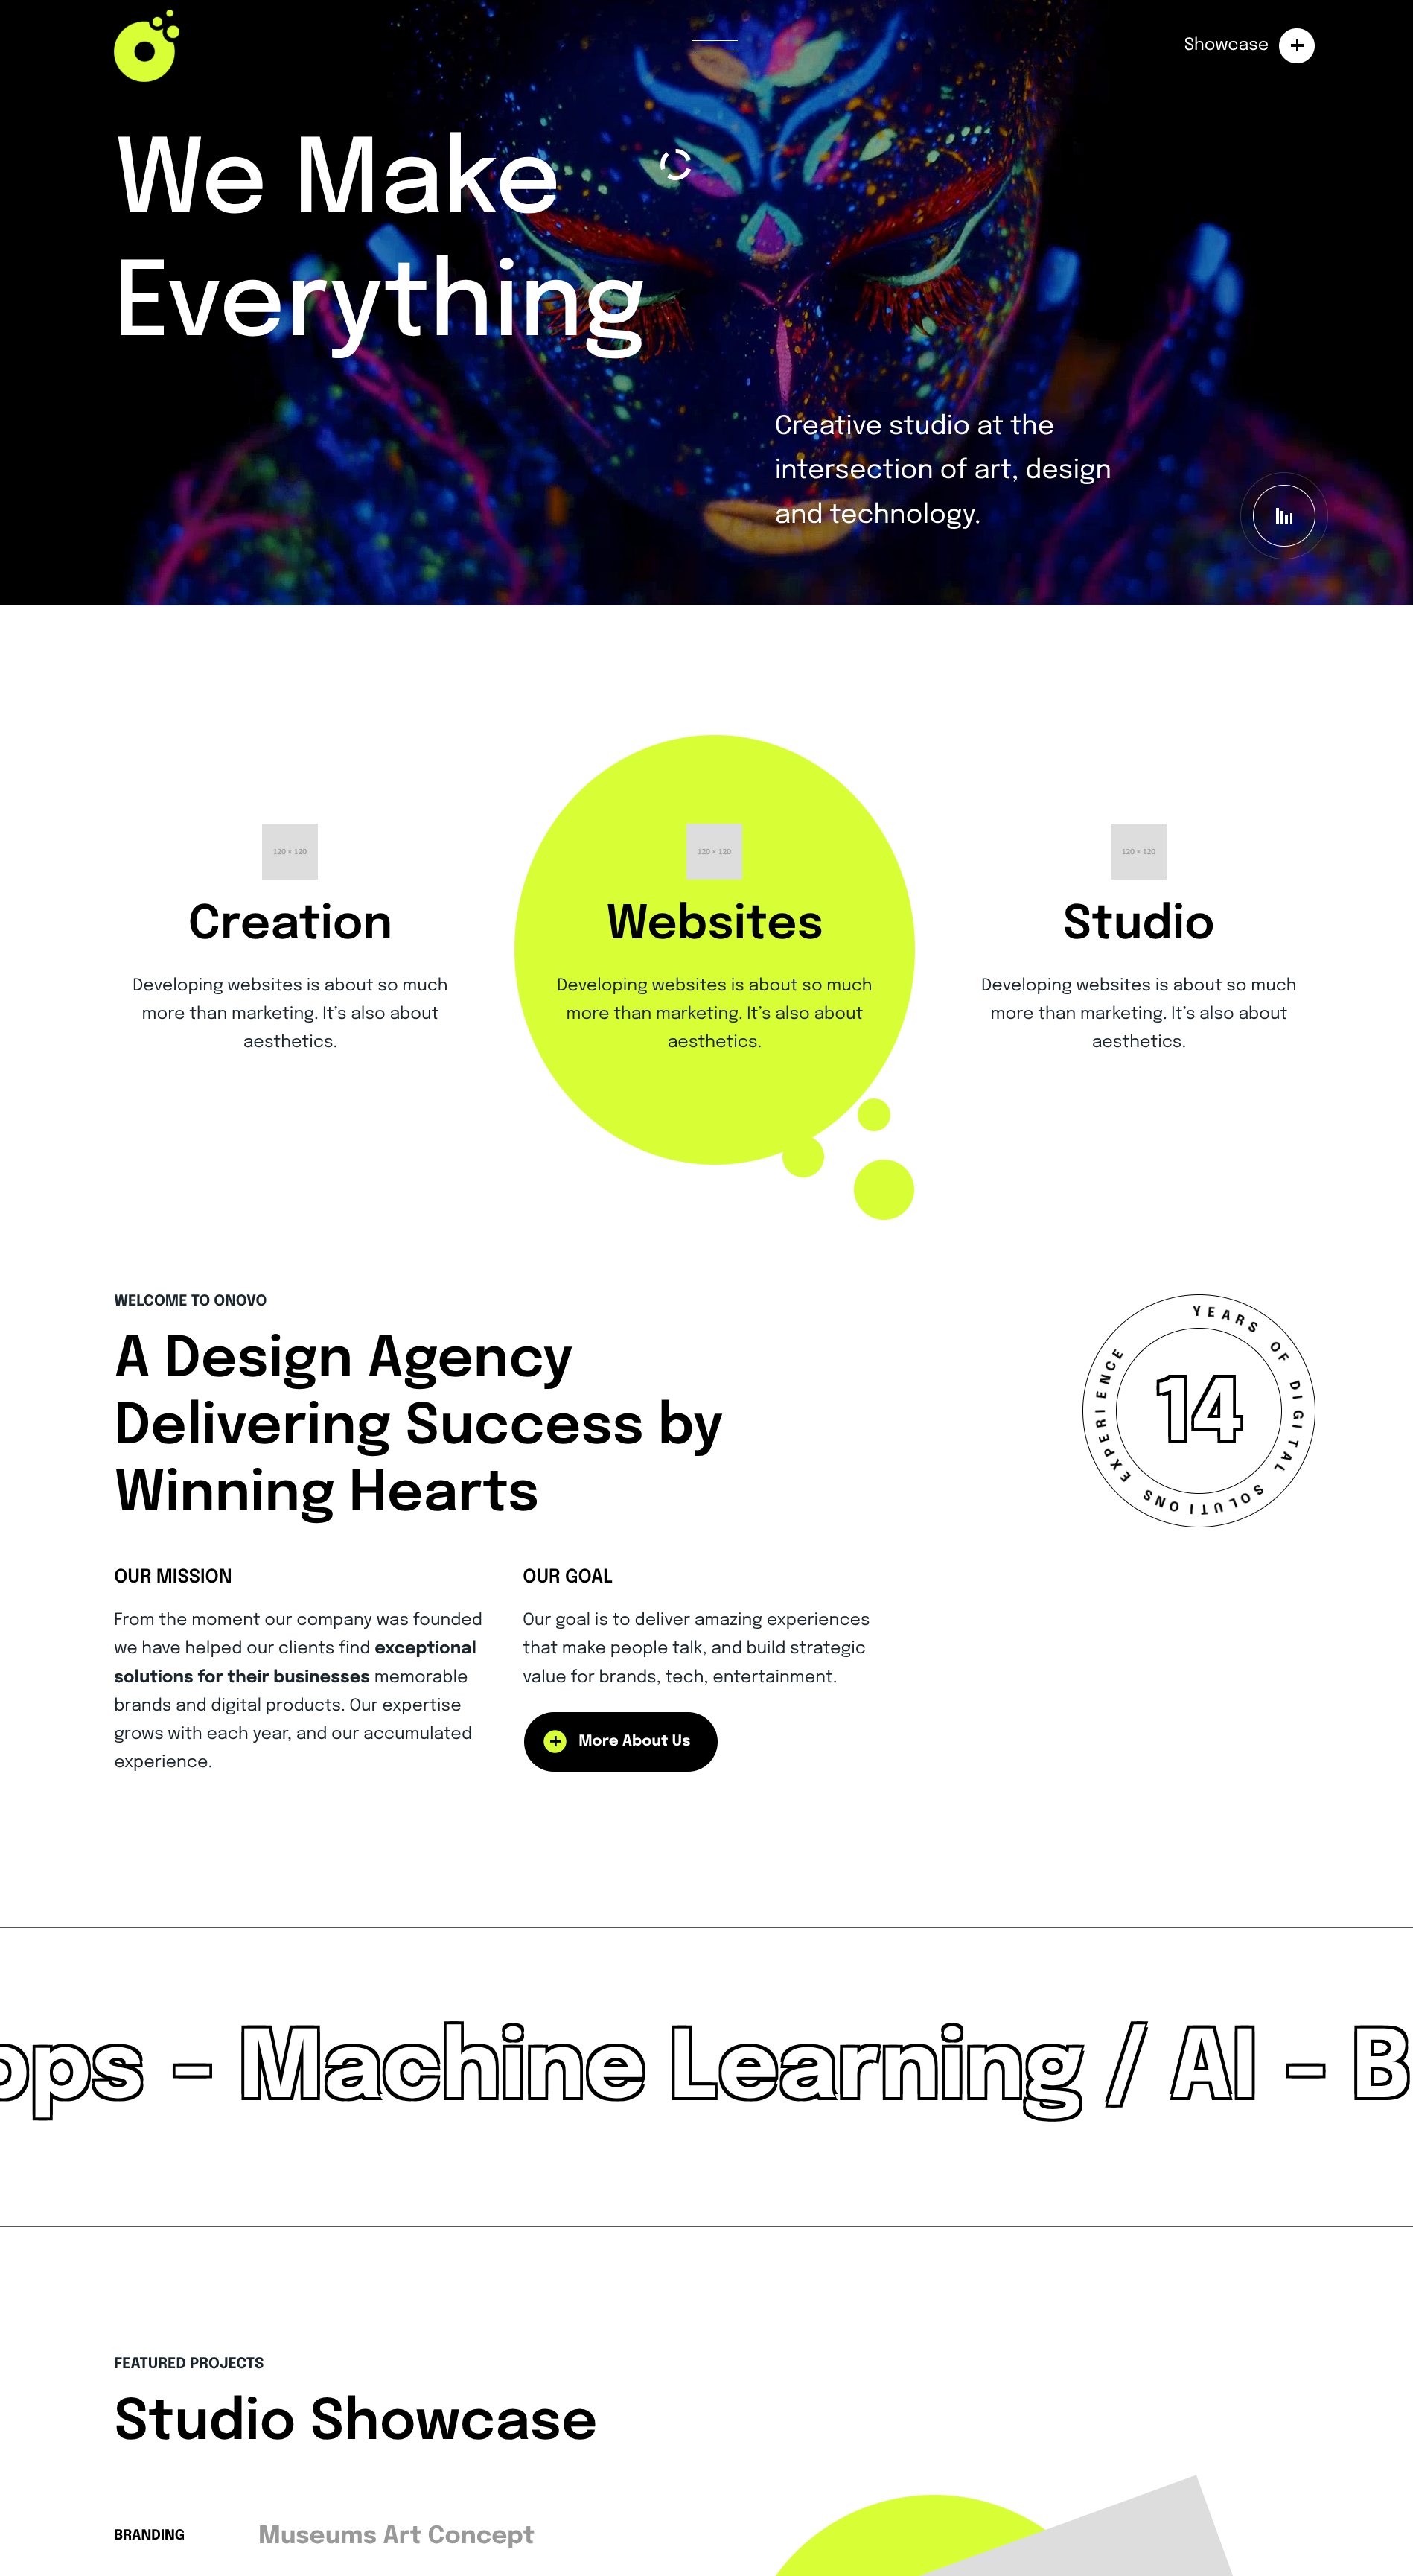 Showcase
We Make
Everything
Creative studio at the
intersection of art, design
and technology.
120 × 120
Creation
Developing websites is about so much
more than marketing. It's also about
aesthetics.
120 × 120
Websites
Developing websites is about so much
more than marketing. It's also about
aesthetics.
120 × 120
Studio
Developing websites is about so much
more than marketing. It's also about
aesthetics.
WELCOME TO ONOVO
A Design Agency
Delivering Success by
Winning Hearts
YEARS OF DIGITAL SOLUTIONS EXPERIENCE
14
OUR MISSION
From the moment our company was founded
we have helped our clients find exceptional
solutions for their businesses memorable
brands and digital products. Our expertise
grows with each year, and our accumulated
experience.
OUR GOAL
Our goal is to deliver amazing experiences
that make people talk, and build strategic
value for brands, tech, entertainment.
More About Us
ops - Machine Learning / AI - B
FEATURED PROJECTS
Studio Showcase
BRANDING
Museums Art Concept